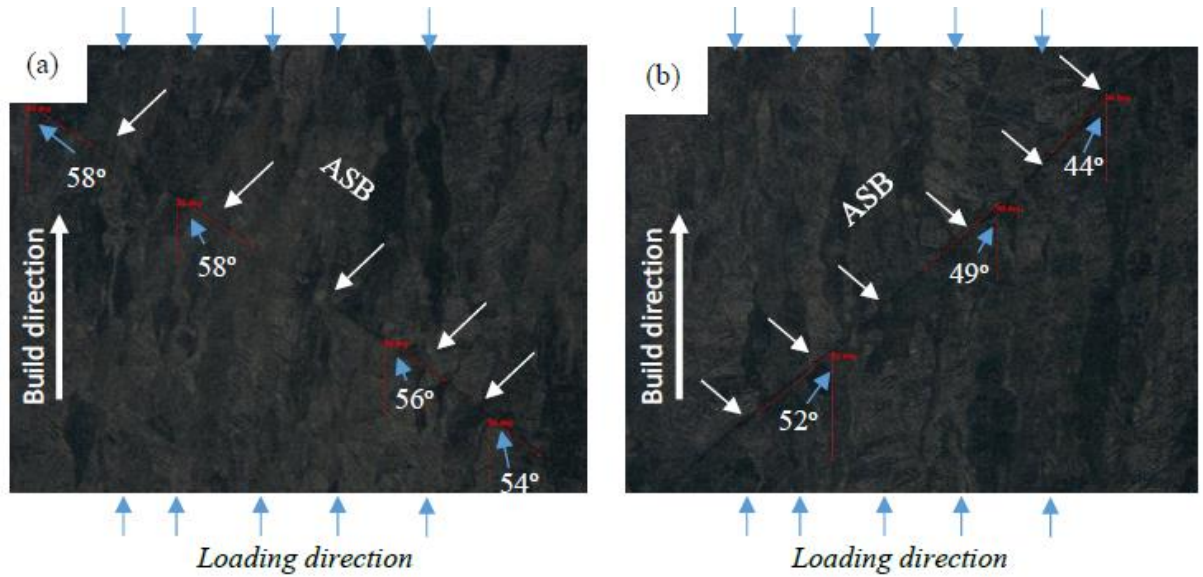 (a)
58°
ASB
58°
Build direction
56°
54°
Loading direction
(b)
44°
ASB
49°
Build direction
52°
Loading direction